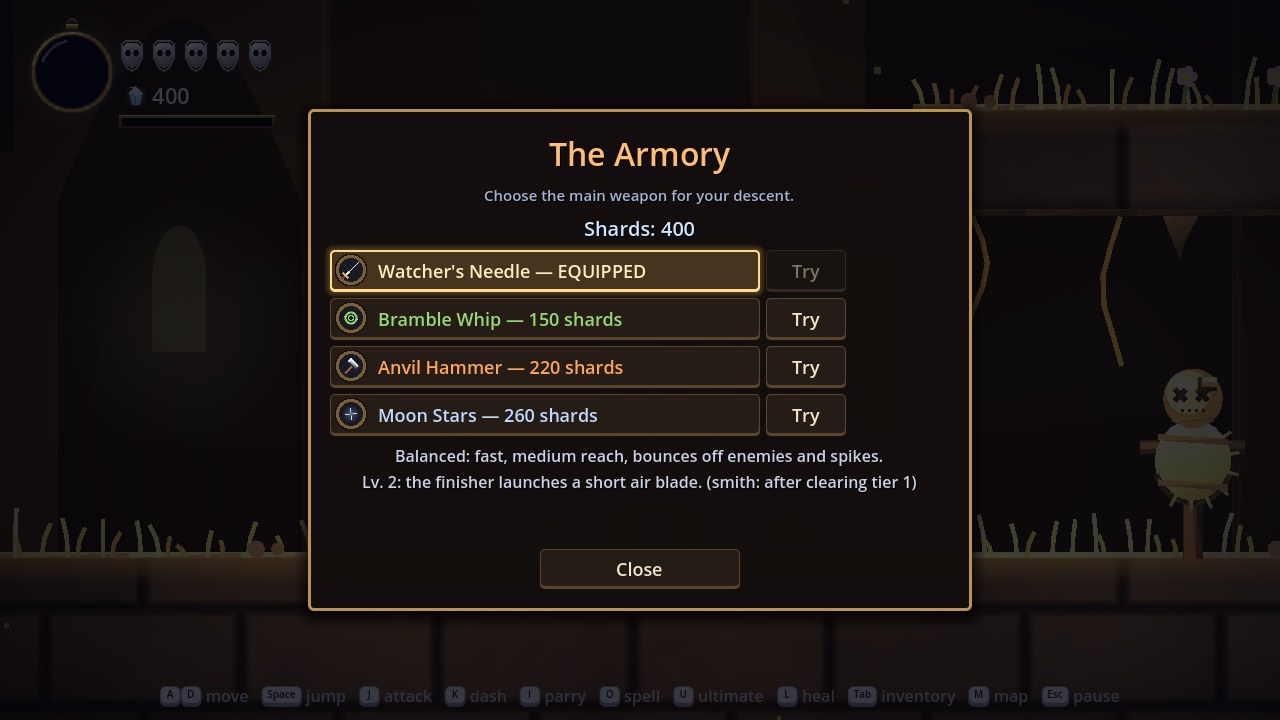 400
The Armory
Choose the main weapon for your descent.
Shards: 400
Watcher's Needle — EQUIPPED Try
Bramble Whip — 150 shards Try
Anvil Hammer — 220 shards Try
Moon Stars — 260 shards Try
Balanced: fast, medium reach, bounces off enemies and spikes.
Lv. 2: the finisher launches a short air blade. (smith: after clearing tier 1)
Close
A D move Space jump J attack K dash I parry O spell U ultimate L heal Tab inventory M map Esc pause